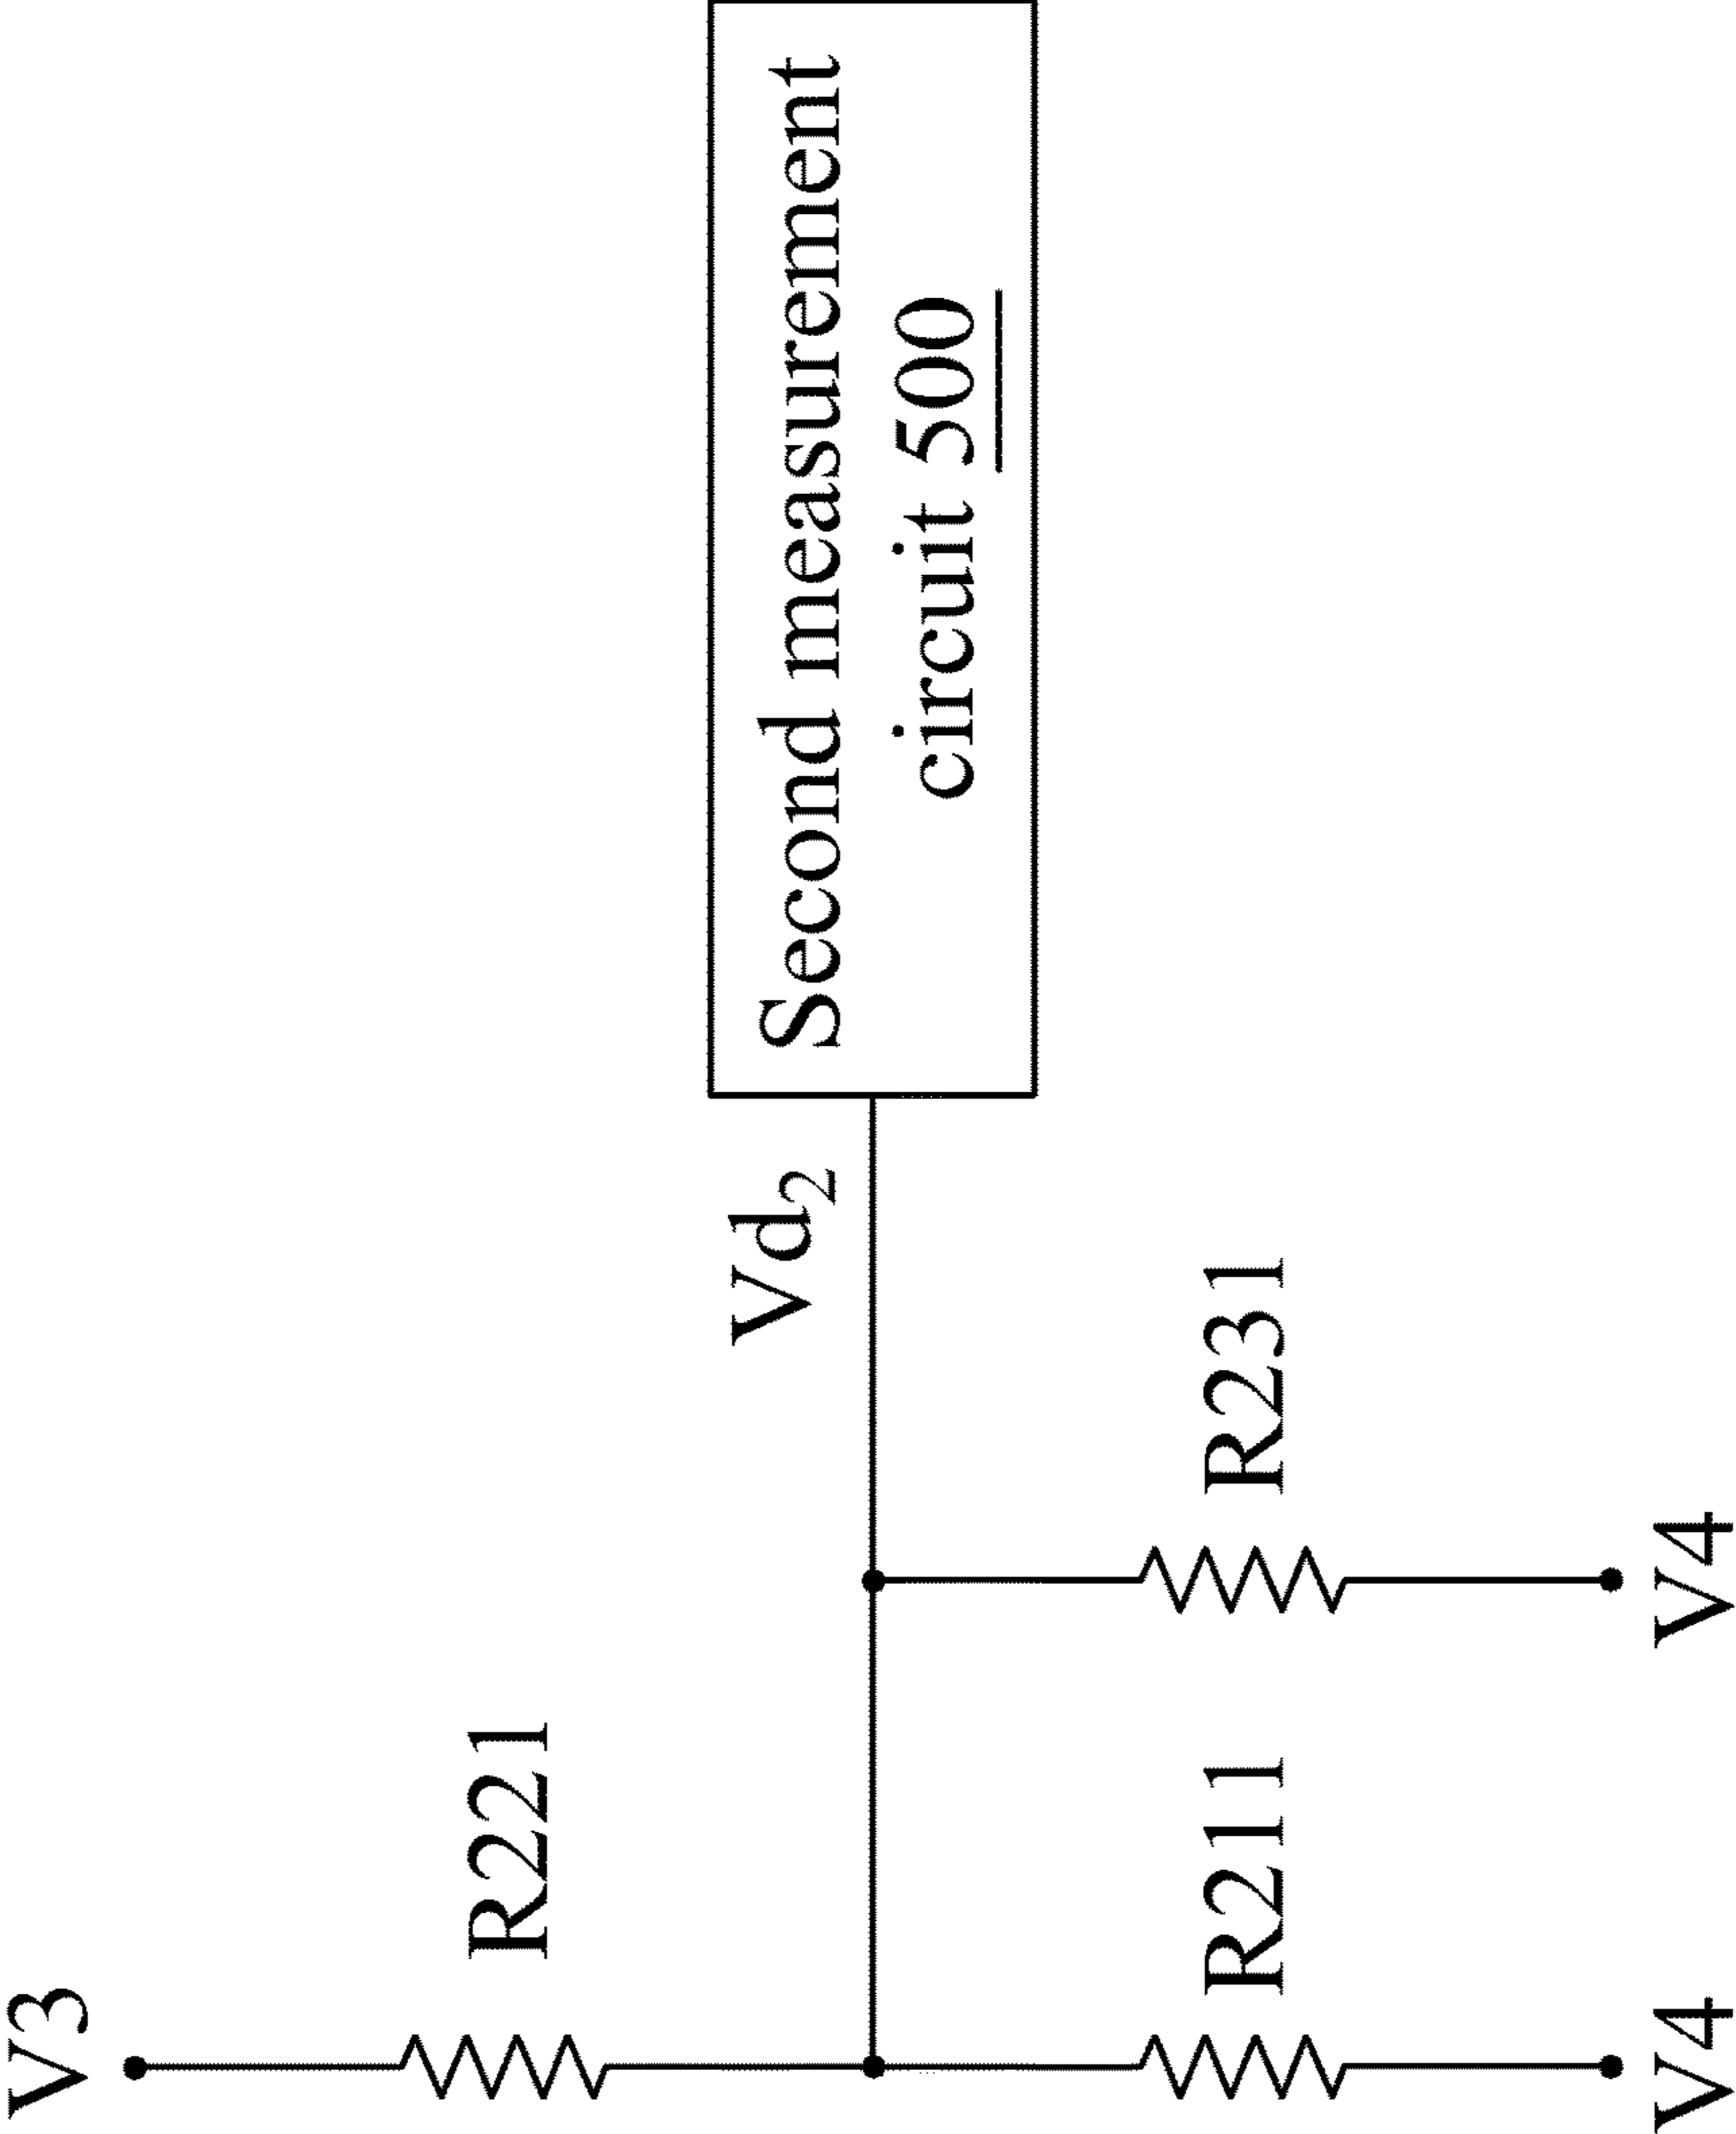 V3
R221
Vd₂
Second measurement
circuit 500
R211
R231
V4
V4